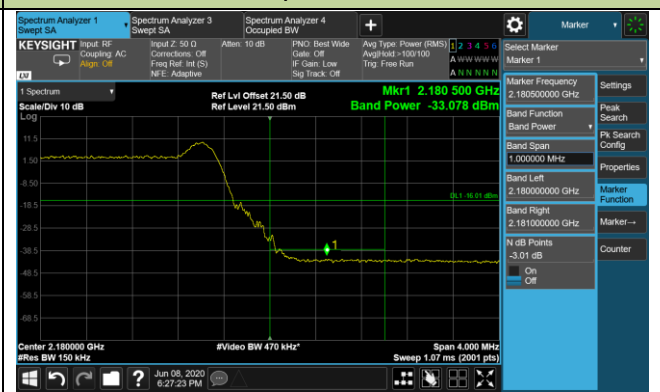 Spectrum Analyzer 1
Swept SA
Spectrum Analyzer 3
Swept SA
Spectrum Analyzer 4
Occupied BW
+
Marker
KEYSIGHT
LXI
Input: RF
Coupling: AC
Align: Off
Input Z: 50 Ω
Corrections: Off
Freq Ref: Int (S)
NFE: Adaptive
Atten: 10 dB
PNO: Best Wide
Gate: Off
IF Gain: Low
Sig Track: Off
Avg Type: Power (RMS)
Avg|Hold:>100/100
Trig: Free Run
1 2 3 4 5 6
A W W W W W
A N N N N N
Select Marker
Marker 1
1 Spectrum
Scale/Div 10 dB
Log
Ref Lvl Offset 21.50 dB
Ref Level 21.50 dBm
Mkr1 2.180 500 GHz
Band Power -33.078 dBm
11.5
1.50
-8.50
-18.5
-28.5
-38.5
-48.5
-58.5
-68.5
DL1 -16.01 dBm
1
Center 2.180000 GHz
#Res BW 150 kHz
#Video BW 470 kHz*
Span 4.000 MHz
Sweep 1.07 ms (2001 pts)
Marker Frequency
2.180500000 GHz
Band Function
Band Power
Band Span
1.000000 MHz
Band Left
2.180000000 GHz
Band Right
2.181000000 GHz
N dB Points
-3.01 dB
On
Off
Settings
Peak
Search
Pk Search
Config
Properties
Marker
Function
Marker→
Counter
?
Jun 08, 2020
6:27:23 PM